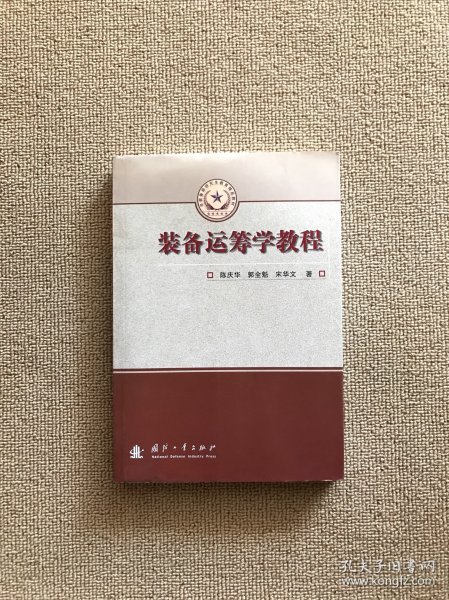 装备运筹学教程
陈庆华 郭全魁 宋华文 著
国防工业出版社
National Defense Industry Press
孔夫子旧书网
www.kongfz.com